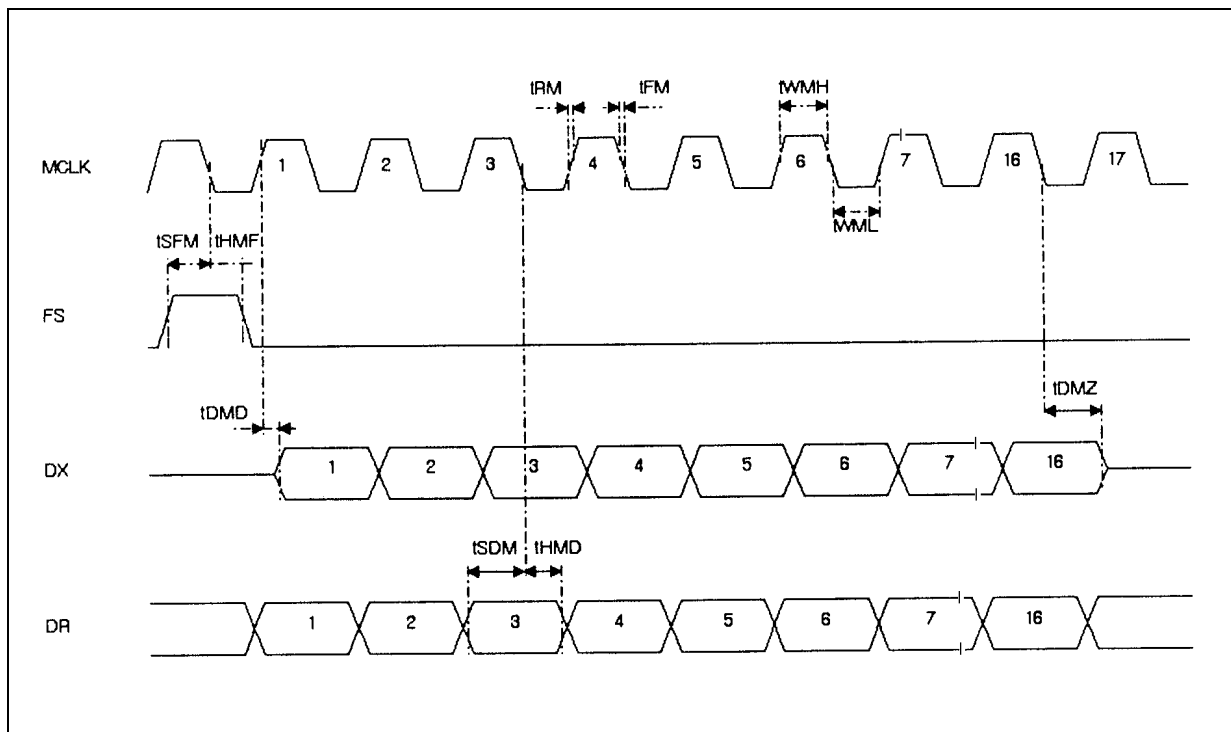 tRM tFM tWMH
MCLK 1 2 3 4 5 6 7 16 17
tWML
tSFM tHMF
FS
tDMD tDMZ
DX 1 2 3 4 5 6 7 16
tSDM tHMD
DR 1 2 3 4 5 6 7 16